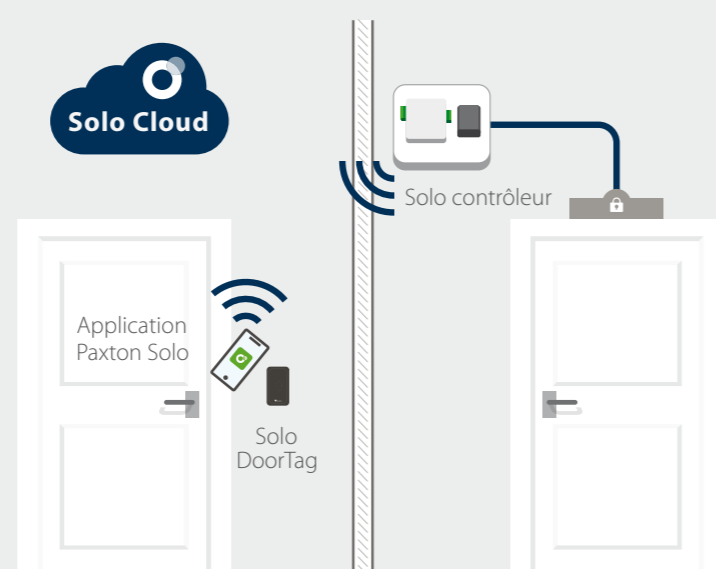 Solo Cloud
Solo contrôleur
Application
Paxton Solo
Solo
DoorTag